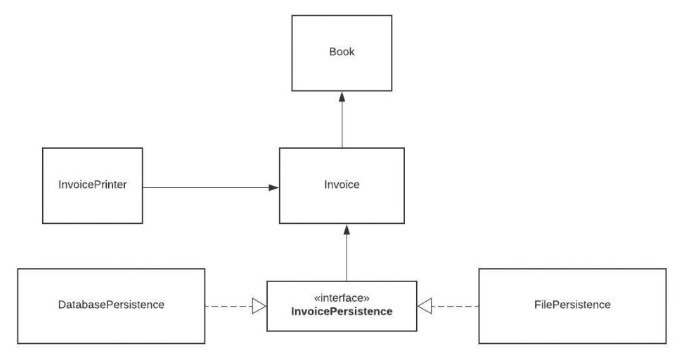 Book
InvoicePrinter
Invoice
DatabasePersistence
«interface»
InvoicePersistence
FilePersistence